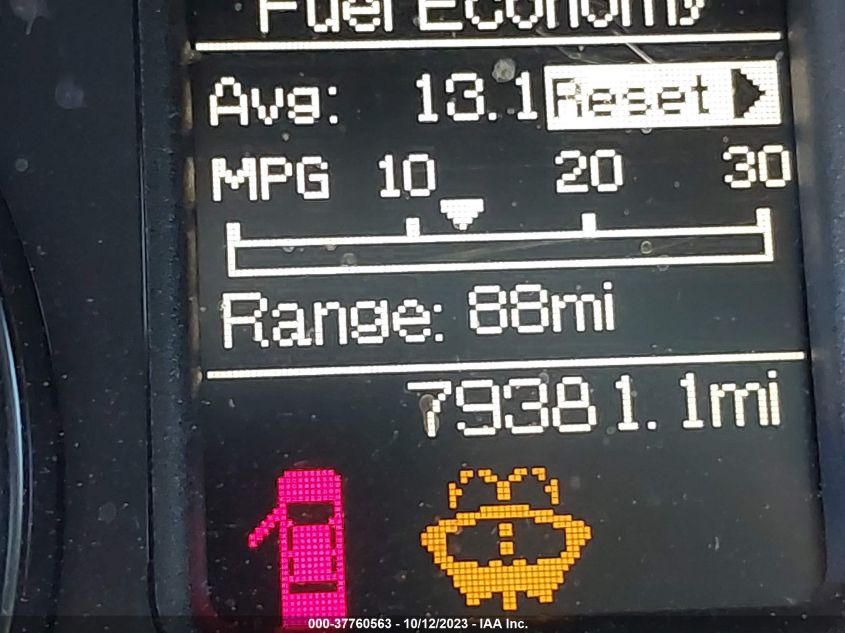 Fuel Economy
Avg: 13.1 Reset
MPG 10 20 30
Range: 88mi
79381.1mi
000-37760563 - 10/12/2023 - IAA Inc.